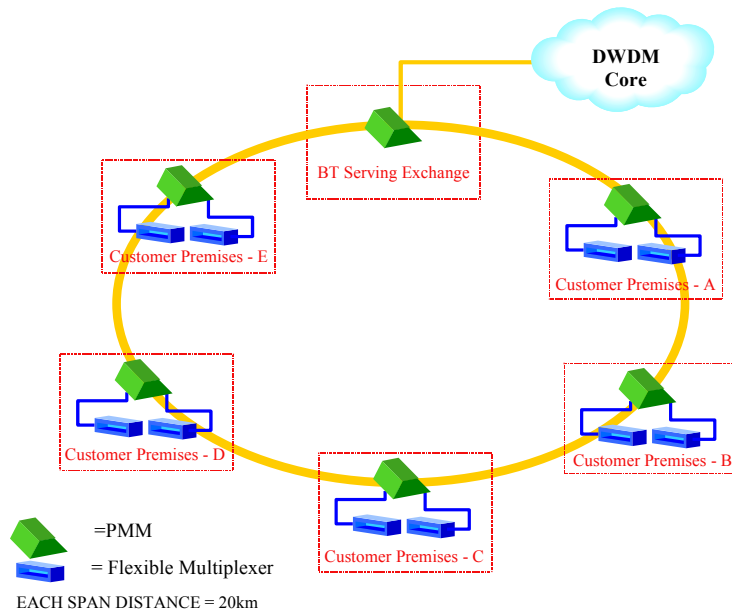 DWDM
Core
BT Serving Exchange
Customer Premises - E
Customer Premises - A
Customer Premises - D
Customer Premises - B
Customer Premises - C
=PMM
= Flexible Multiplexer
EACH SPAN DISTANCE = 20km